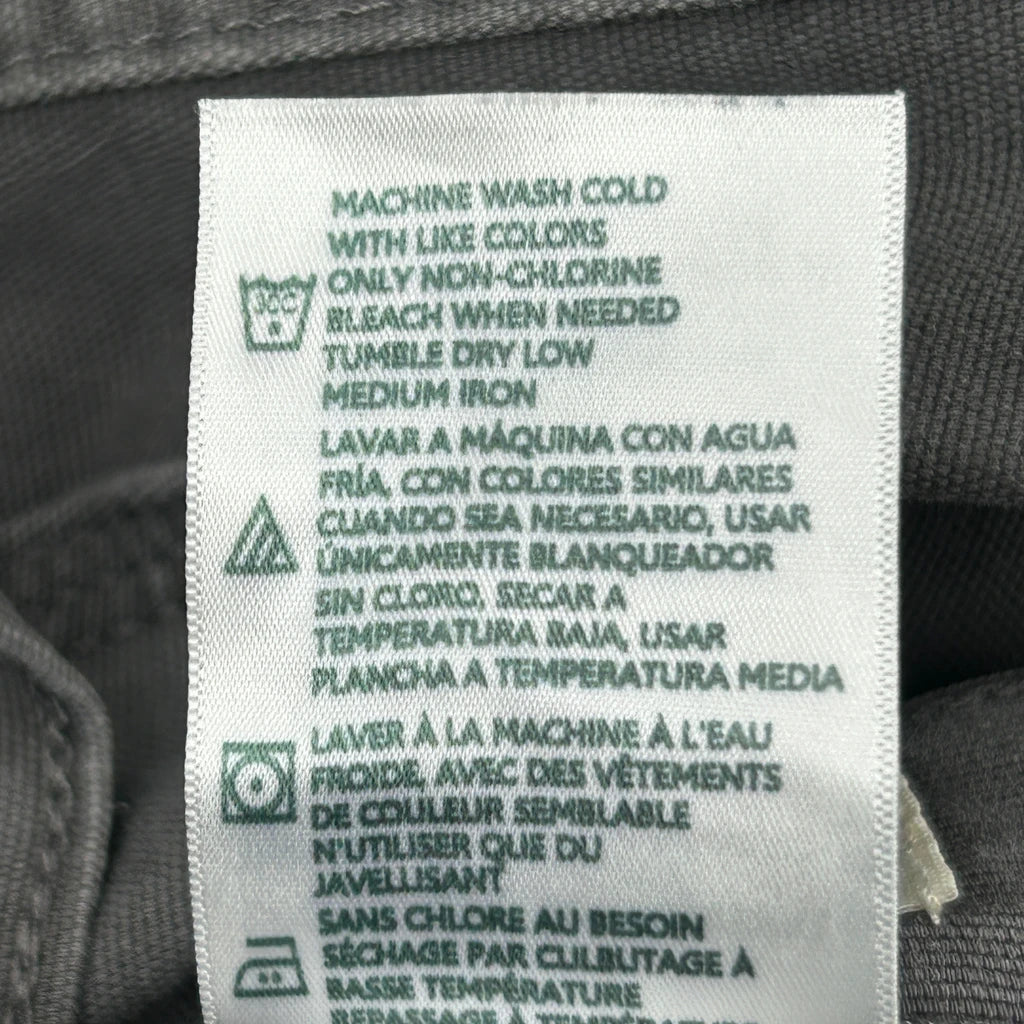 MACHINE WASH COLD
WITH LIKE COLORS
ONLY NON-CHLORINE
BLEACH WHEN NEEDED
TUMBLE DRY LOW
MEDIUM IRON
30C
LAVAR A MÁQUINA CON AGUA
FRÍA, CON COLORES SIMILARES
CUANDO SEA NECESARIO, USAR
ÚNICAMENTE BLANQUEADOR
SIN CLORO, SECAR A
TEMPERATURA BAJA, USAR
PLANCHA A TEMPERATURA MEDIA
LAVER À LA MACHINE À L'EAU
FROIDE, AVEC DES VÊTEMENTS
DE COULEUR SEMBLABLE
N'UTILISER QUE DU
JAVELLISANT
SANS CHLORE AU BESOIN
SÉCHAGE PAR CULBUTAGE À
BASSE TEMPÉRATURE
REPASSAGE À TEMPÉRATURE